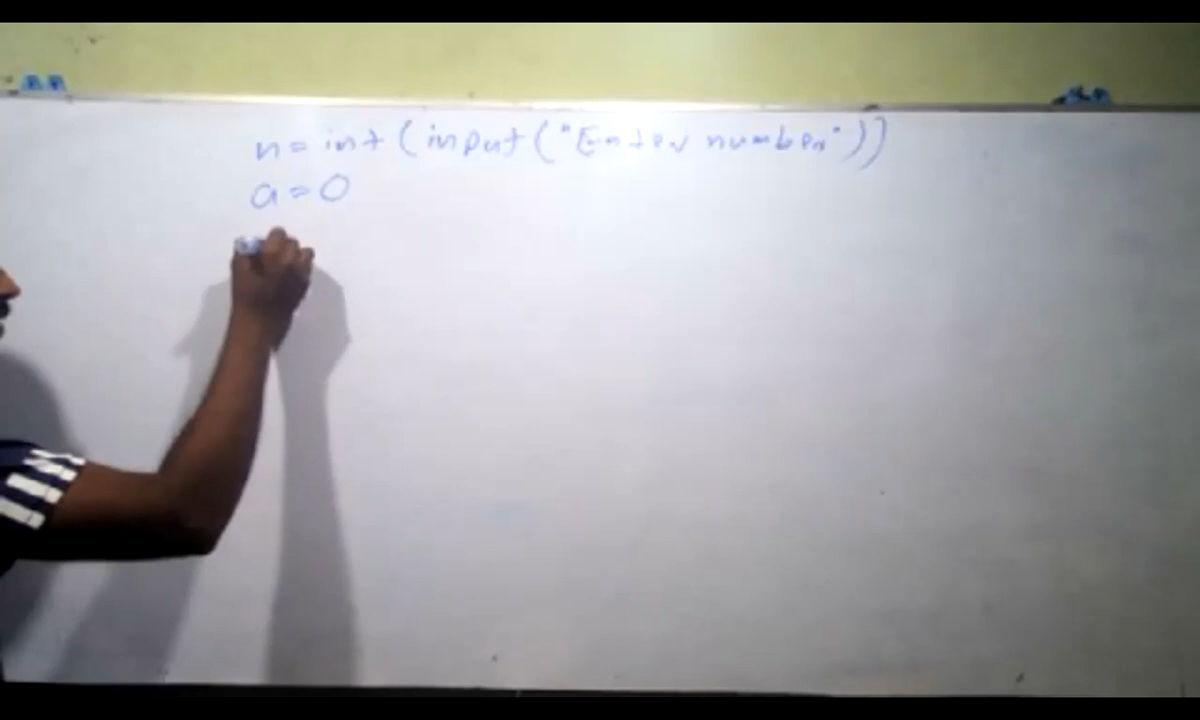 n = int (input ("Enter number"))
a = 0